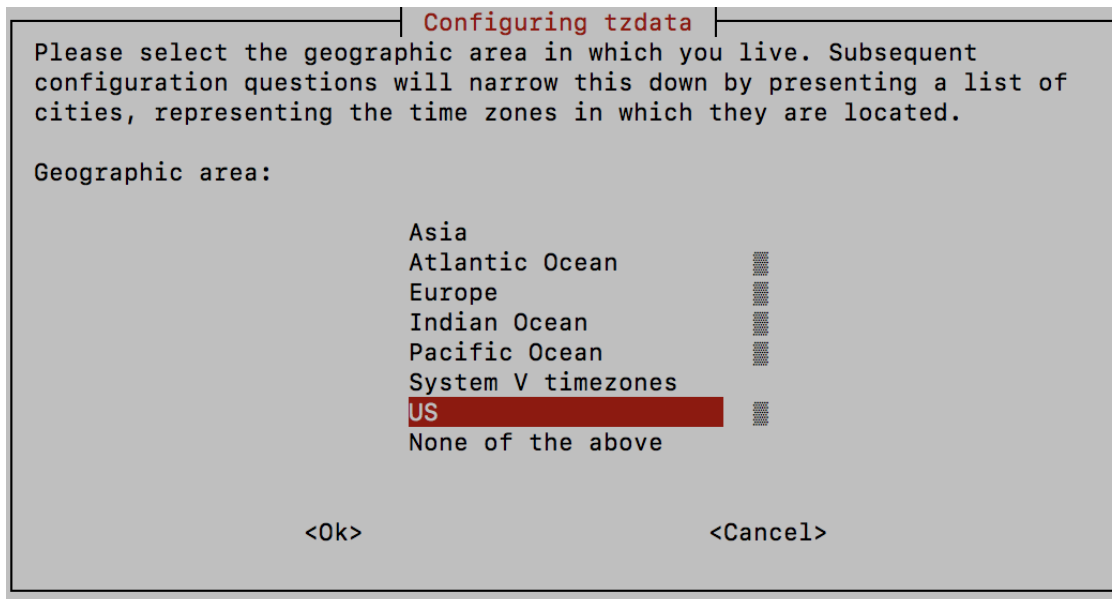 Configuring tzdata
Please select the geographic area in which you live. Subsequent
configuration questions will narrow this down by presenting a list of
cities, representing the time zones in which they are located.
Geographic area:
Asia
Atlantic Ocean
Europe
Indian Ocean
Pacific Ocean
System V timezones
US
None of the above
<Ok> <Cancel>